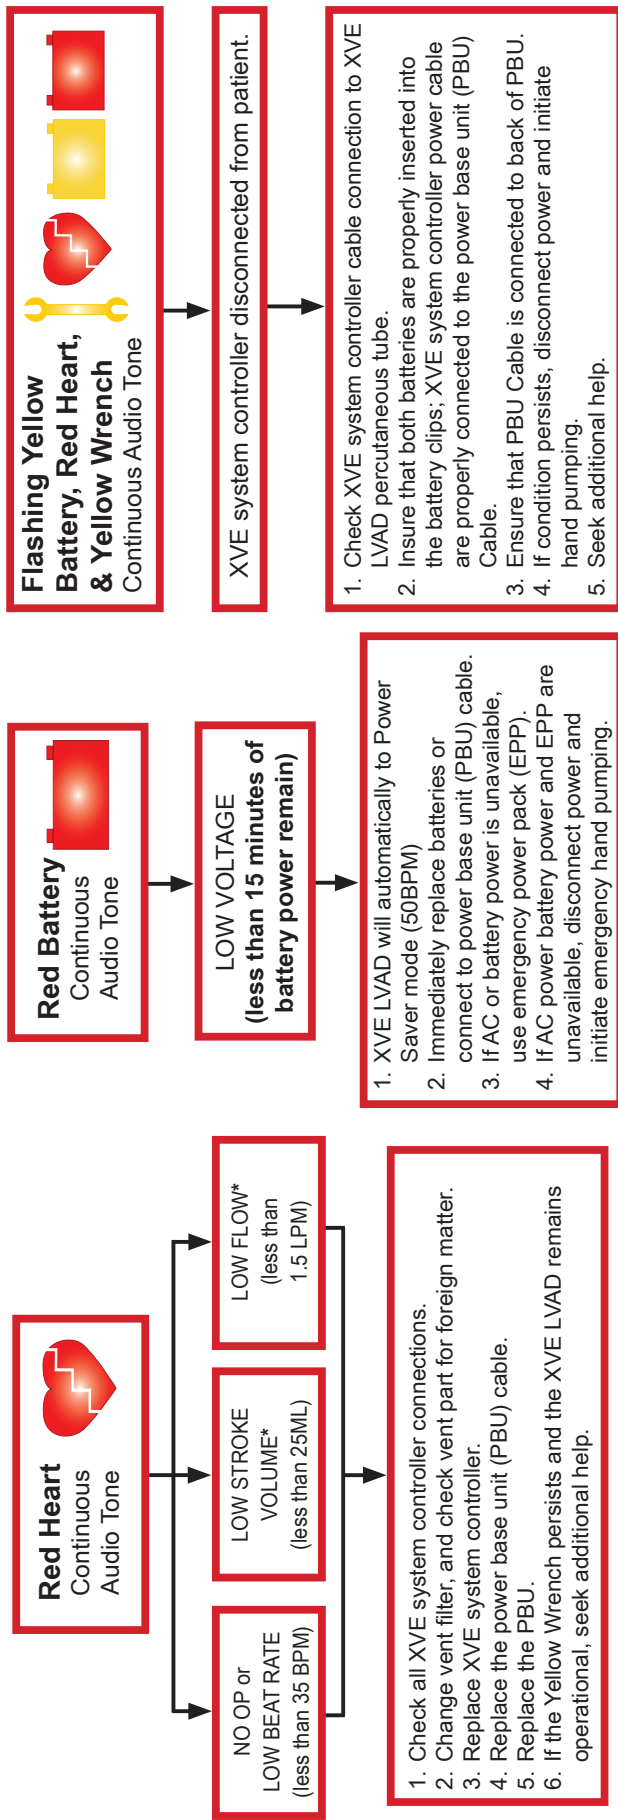 Red Heart
Continuous
Audio Tone
NO OP or
LOW BEAT RATE
(less than 35 BPM)
LOW STROKE
VOLUME*
(less than 25ML)
LOW FLOW*
(less than
1.5 LPM)
1. Check all XVE system controller connections.
2. Change vent filter, and check vent part for foreign matter.
3. Replace XVE system controller.
4. Replace the power base unit (PBU) cable.
5. Replace the PBU.
6. If the Yellow Wrench persists and the XVE LVAD remains
operational, seek additional help.
Red Battery
Continuous
Audio Tone
LOW VOLTAGE
(less than 15 minutes of
battery power remain)
1. XVE LVAD will automatically to Power
Saver mode (50BPM)
2. Immediately replace batteries or
connect to power base unit (PBU) cable.
3. If AC or battery power is unavailable,
use emergency power pack (EPP).
4. If AC power battery power and EPP are
unavailable, disconnect power and
initiate emergency hand pumping.
Flashing Yellow
Battery, Red Heart,
& Yellow Wrench
Continuous Audio Tone
XVE system controller disconnected from patient.
1. Check XVE system controller cable connection to XVE
LVAD percutaneous tube.
2. Insure that both batteries are properly inserted into
the battery clips; XVE system controller power cable
are properly connected to the power base unit (PBU)
Cable.
3. Ensure that PBU Cable is connected to back of PBU.
4. If condition persists, disconnect power and initiate
hand pumping.
5. Seek additional help.